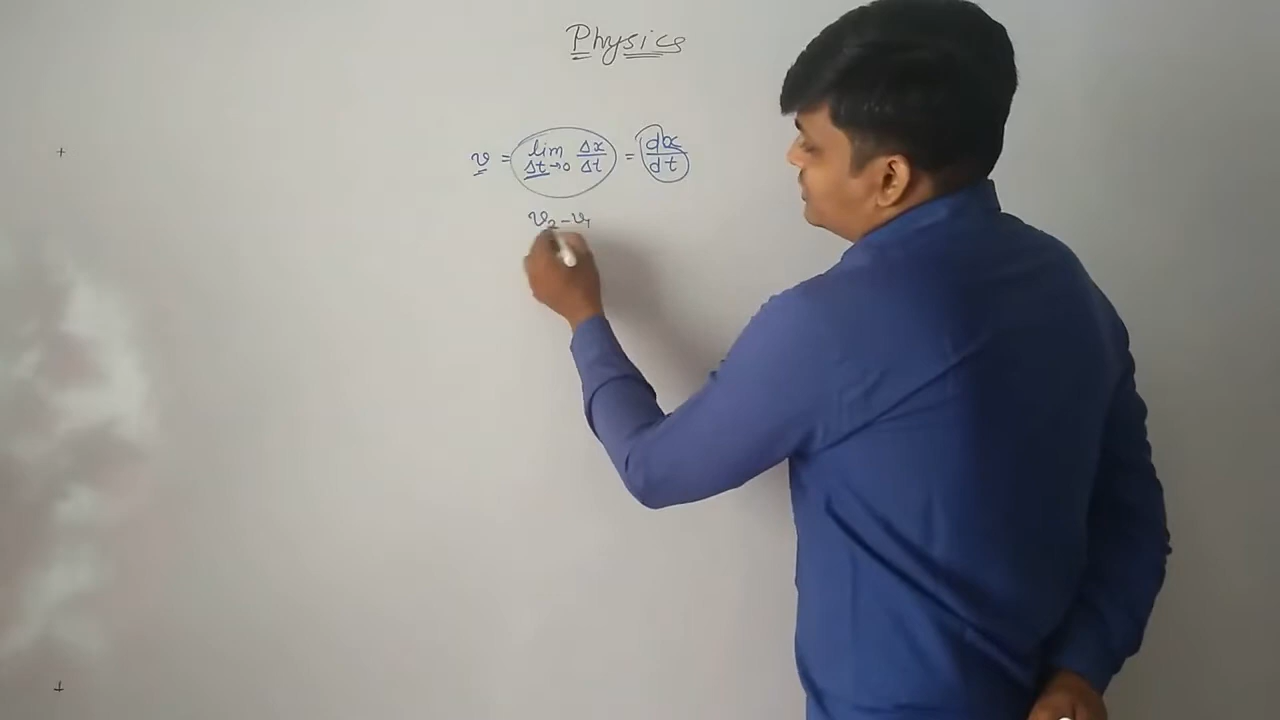 Physics
v = lim Δt→0 Δx/Δt = dx/dt
v₂-v₁